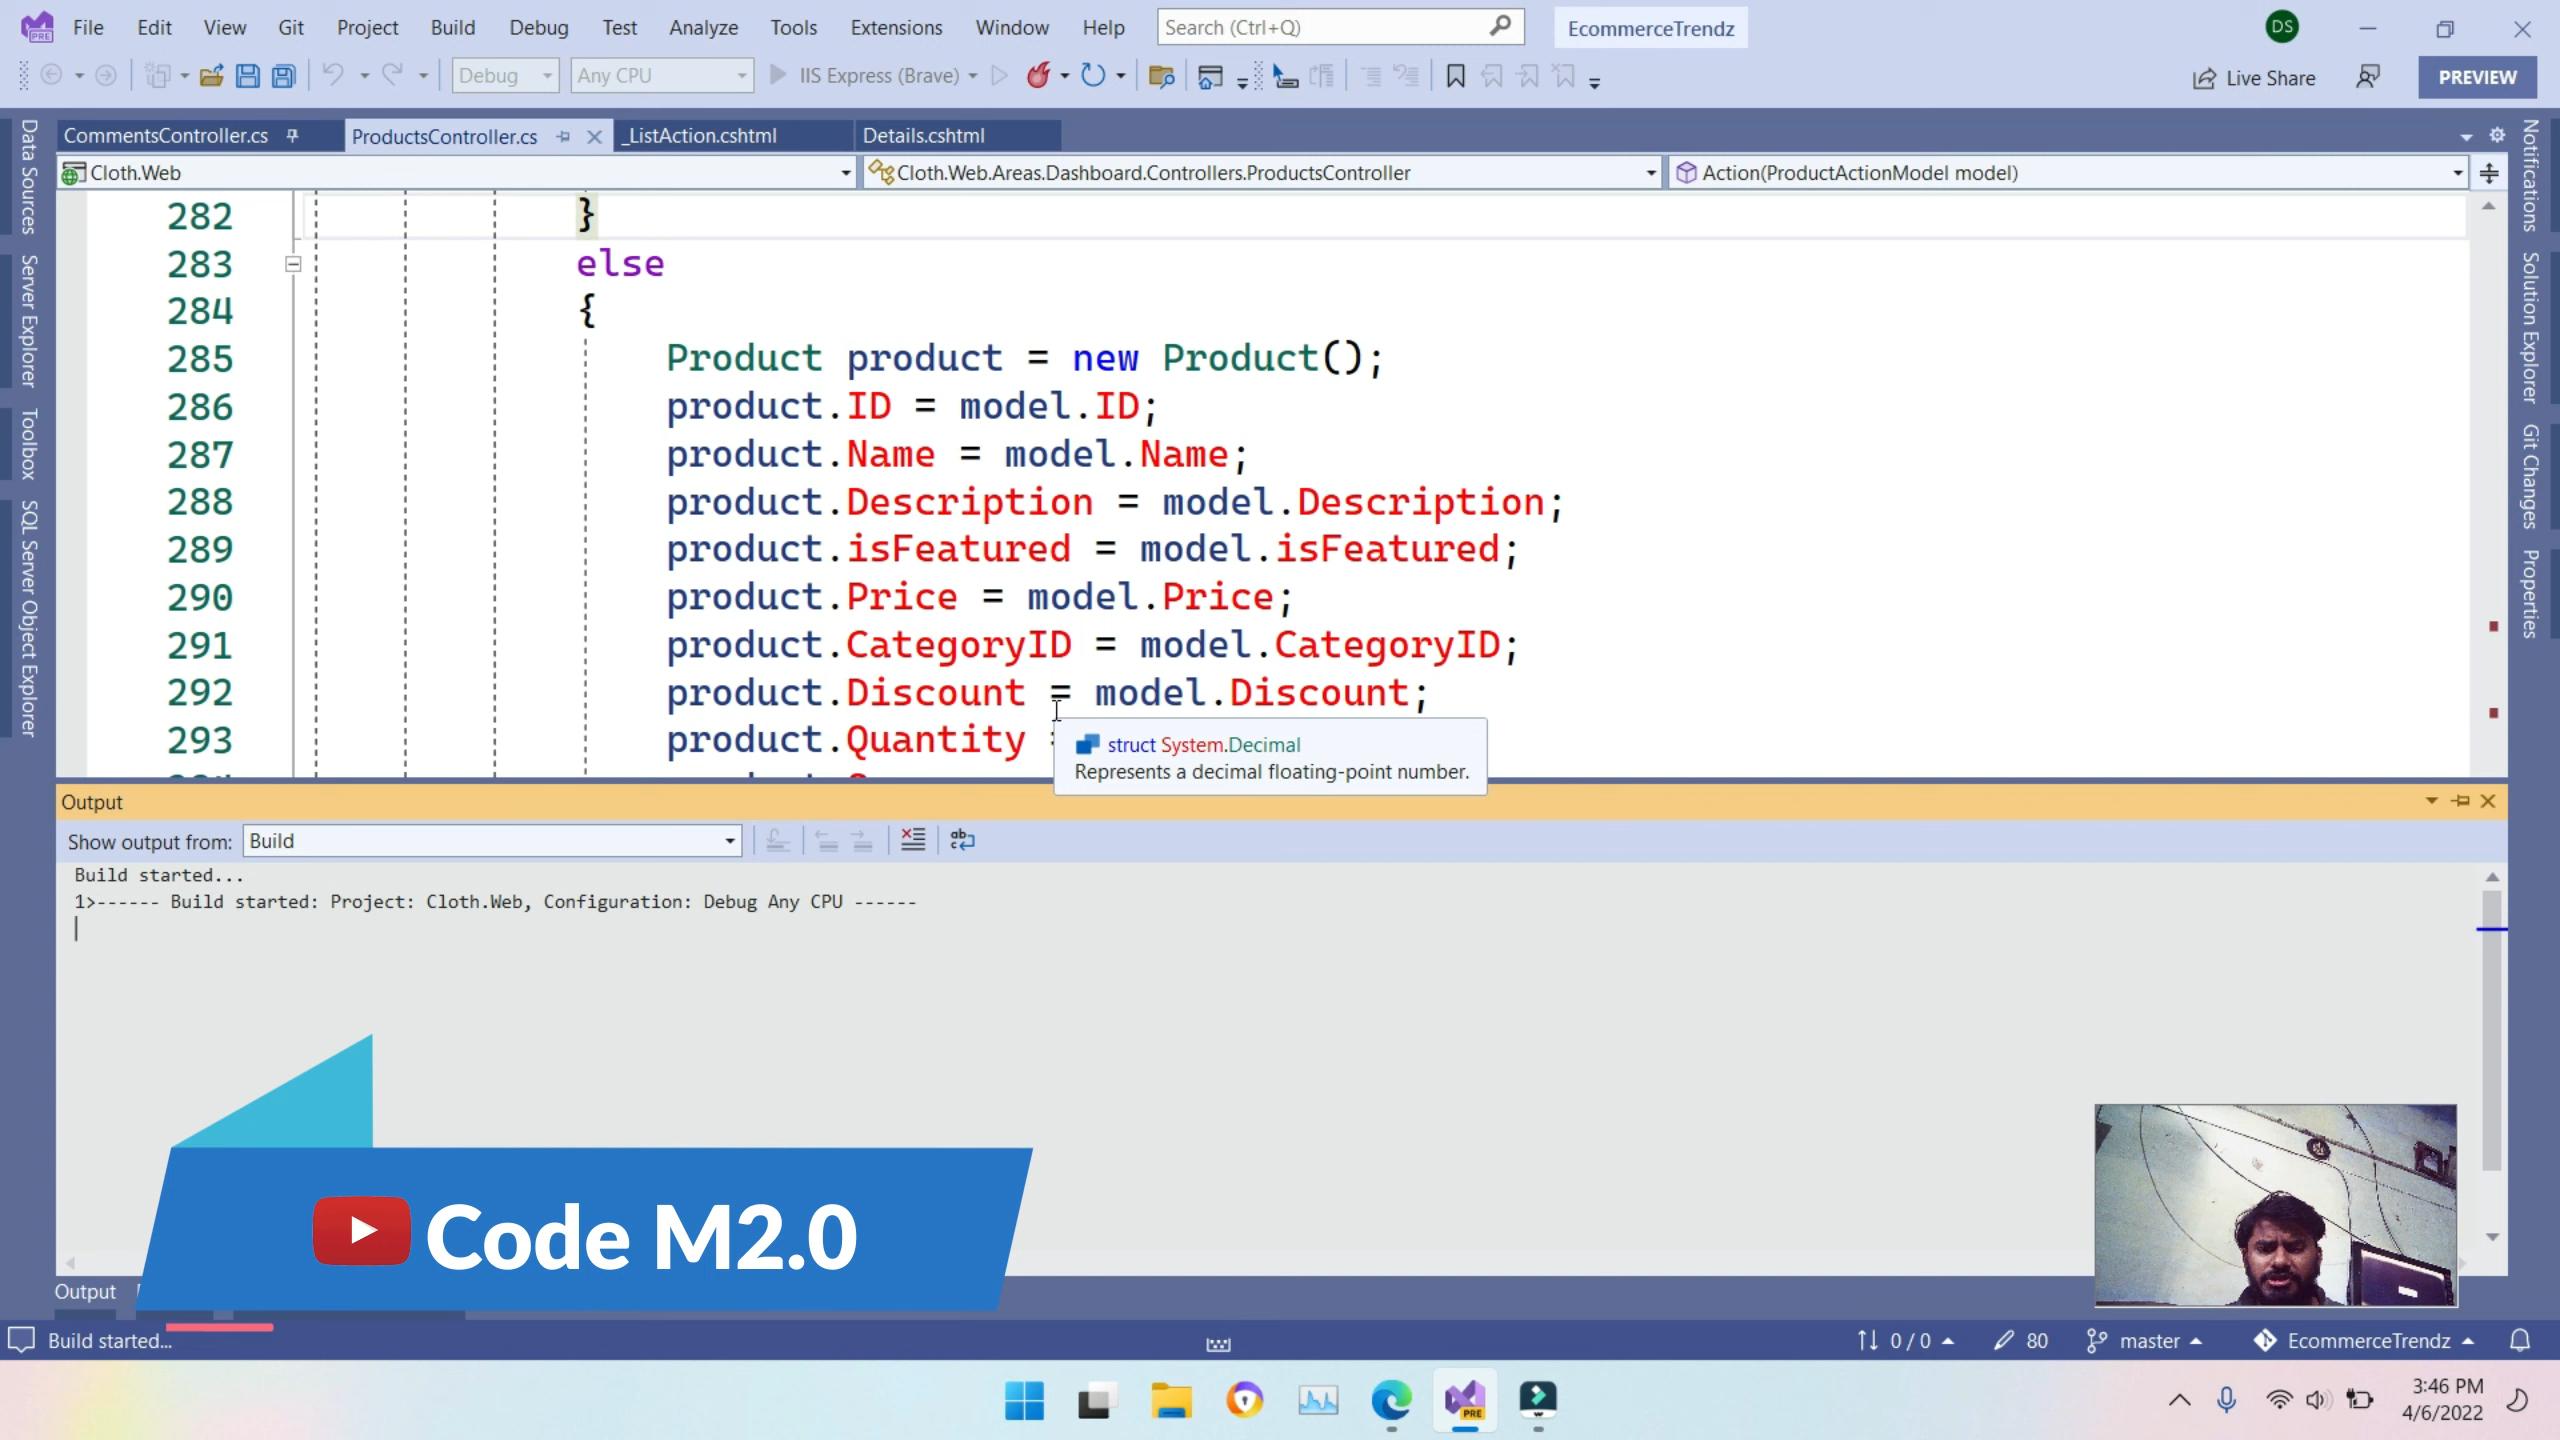 File Edit View Git Project Build Debug Test Analyze Tools Extensions Window Help Search (Ctrl+Q) EcommerceTrendz DS
Debug Any CPU IIS Express (Brave) Live Share PREVIEW
CommentsController.cs ProductsController.cs _ListAction.cshtml Details.cshtml
Cloth.Web Cloth.Web.Areas.Dashboard.Controllers.ProductsController Action(ProductActionModel model)
Data Sources
Server Explorer
Toolbox
SQL Server Object Explorer
282 }
283 else
284 {
285 Product product = new Product();
286 product.ID = model.ID;
287 product.Name = model.Name;
288 product.Description = model.Description;
289 product.isFeatured = model.isFeatured;
290 product.Price = model.Price;
291 product.CategoryID = model.CategoryID;
292 product.Discount = model.Discount;
293 product.Quantity
struct System.Decimal
Represents a decimal floating-point number.
Notifications
Solution Explorer
Git Changes
Properties
Output
Show output from: Build
Build started...
1>------ Build started: Project: Cloth.Web, Configuration: Debug Any CPU ------
Code M2.0
Output
Build started... 0 / 0 80 master EcommerceTrendz
PRE
3:46 PM
4/6/2022